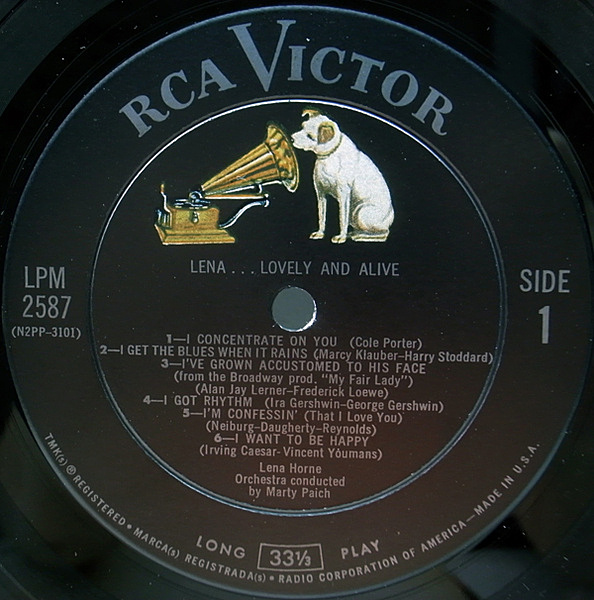 RCA VICTOR
LENA . . . LOVELY AND ALIVE
LPM
2587
(N2PP-3101)
SIDE
1
1—I CONCENTRATE ON YOU (Cole Porter)
2—I GET THE BLUES WHEN IT RAINS (Marcy Klauber–Harry Stoddard)
3—I'VE GROWN ACCUSTOMED TO HIS FACE
(from the Broadway prod. "My Fair Lady")
(Alan Jay Lerner–Frederick Loewe)
4—I GOT RHYTHM (Ira Gershwin–George Gershwin)
5—I'M CONFESSIN' (That I Love You)
(Neiburg–Daugherty–Reynolds)
6—I WANT TO BE HAPPY
(Irving Caesar-Vincent Youmans)
Lena Horne
Orchestra conducted
by Marty Paich
LONG 33⅓ PLAY
TMK(s) ® REGISTERED • MARCA(s) REGISTRADA(s) • RADIO CORPORATION OF AMERICA—MADE IN U.S.A.